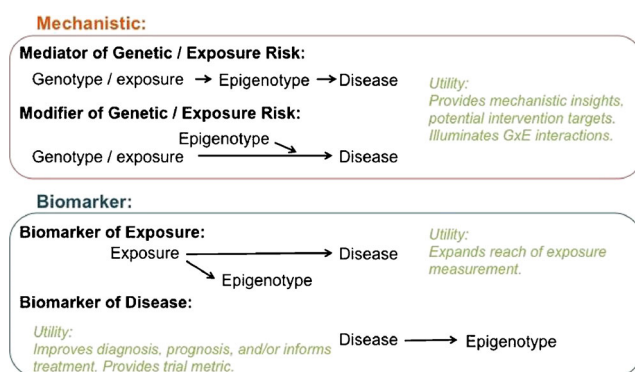 Mechanistic:
Mediator of Genetic / Exposure Risk:
Genotype / exposure → Epigenotype → Disease
Utility:
Provides mechanistic insights,
potential intervention targets.
Illuminates GxE interactions.
Modifier of Genetic / Exposure Risk:
Epigenotype
Genotype / exposure → Disease
Biomarker:
Biomarker of Exposure:
Exposure → Disease
Epigenotype
Utility:
Expands reach of exposure
measurement.
Biomarker of Disease:
Utility:
Improves diagnosis, prognosis, and/or informs
treatment. Provides trial metric.
Disease → Epigenotype